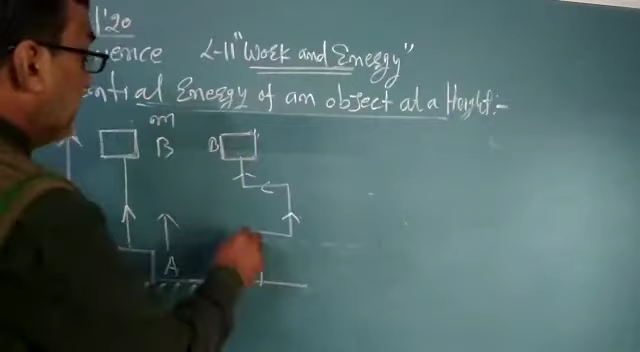 1'20
ence L-11 "Work and Energy"
ntial Energy of an object at a Height:-
m
B B
A